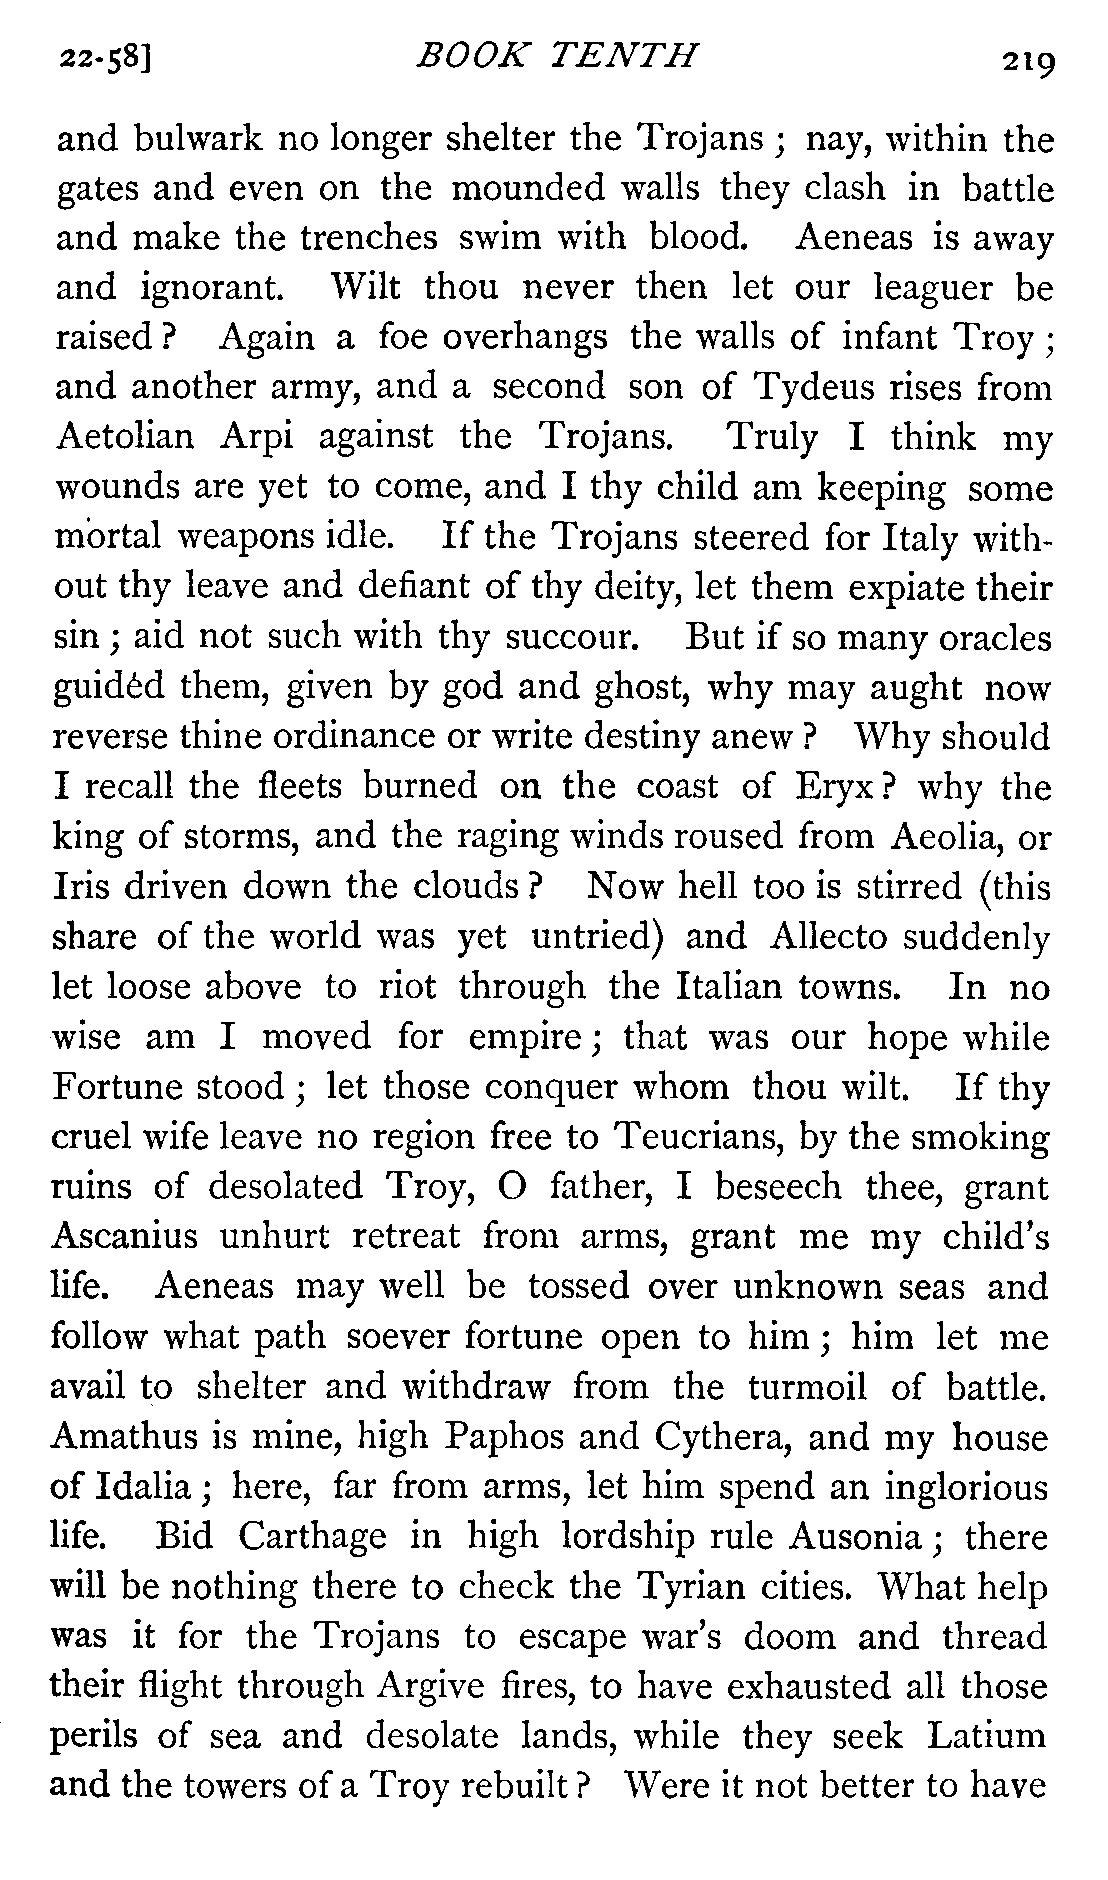 22-58] BOOK TENTH 219
and bulwark no longer shelter the Trojans ; nay, within the
gates and even on the mounded walls they clash in battle
and make the trenches swim with blood. Aeneas is away
and ignorant. Wilt thou never then let our leaguer be
raised ? Again a foe overhangs the walls of infant Troy ;
and another army, and a second son of Tydeus rises from
Aetolian Arpi against the Trojans. Truly I think my
wounds are yet to come, and I thy child am keeping some
mortal weapons idle. If the Trojans steered for Italy with-
out thy leave and defiant of thy deity, let them expiate their
sin ; aid not such with thy succour. But if so many oracles
guided them, given by god and ghost, why may aught now
reverse thine ordinance or write destiny anew ? Why should
I recall the fleets burned on the coast of Eryx ? why the
king of storms, and the raging winds roused from Aeolia, or
Iris driven down the clouds ? Now hell too is stirred (this
share of the world was yet untried) and Allecto suddenly
let loose above to riot through the Italian towns. In no
wise am I moved for empire ; that was our hope while
Fortune stood ; let those conquer whom thou wilt. If thy
cruel wife leave no region free to Teucrians, by the smoking
ruins of desolated Troy, O father, I beseech thee, grant
Ascanius unhurt retreat from arms, grant me my child's
life. Aeneas may well be tossed over unknown seas and
follow what path soever fortune open to him ; him let me
avail to shelter and withdraw from the turmoil of battle.
Amathus is mine, high Paphos and Cythera, and my house
of Idalia ; here, far from arms, let him spend an inglorious
life. Bid Carthage in high lordship rule Ausonia ; there
will be nothing there to check the Tyrian cities. What help
was it for the Trojans to escape war's doom and thread
their flight through Argive fires, to have exhausted all those
perils of sea and desolate lands, while they seek Latium
and the towers of a Troy rebuilt ? Were it not better to have